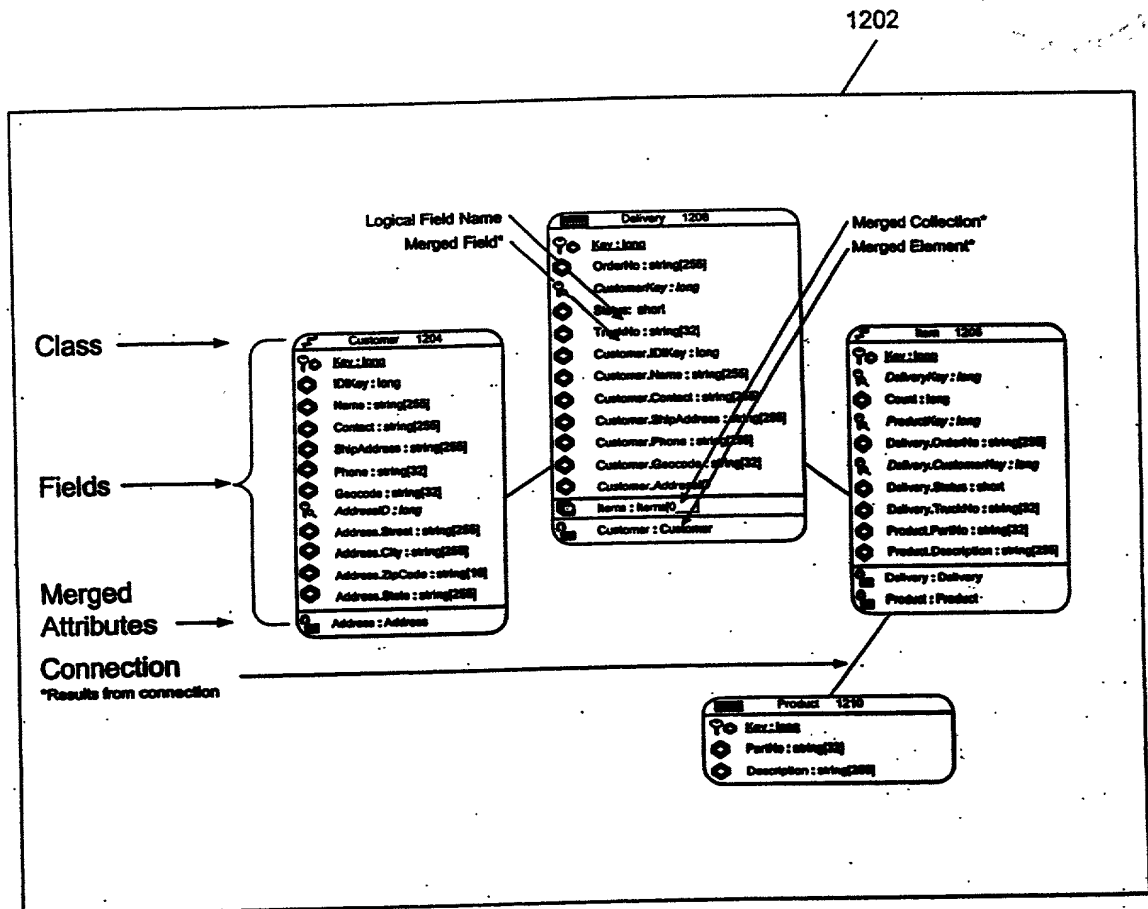 1202
Logical Field Name
Merged Field*
Merged Collection*
Merged Element*
Class
Fields
Merged
Attributes
Connection
*Results from connection
Customer 1204
Key : long
IDIKey : long
Name : string[255]
Contact : string[255]
ShipAddress : string[255]
Phone : string[32]
Geocode : string[32]
AddressID : long
Address.Street : string[255]
Address.City : string[255]
Address.ZipCode : string[16]
Address.State : string[255]
Address : Address
Delivery 1206
Key : long
OrderNo : string[255]
CustomerKey : long
Status: short
TruckNo : string[32]
Customer.IDIKey : long
Customer.Name : string[255]
Customer.Contact : string[255]
Customer.ShipAddress : string[255]
Customer.Phone : string[255]
Customer.Geocode : string[32]
Customer.AddressID
Items : Items[0
Customer : Customer
Item
Key : long
DeliveryKey : long
Count : long
ProductKey : long
Delivery.OrderNo : string[255]
Delivery.CustomerKey : long
Delivery.Status : short
Delivery.TruckNo : string[32]
Product.PartNo : string[32]
Product.Description : string[255]
Delivery : Delivery
Product : Product
Product 1210
Key : long
PartNo : string[32]
Description : string[255]